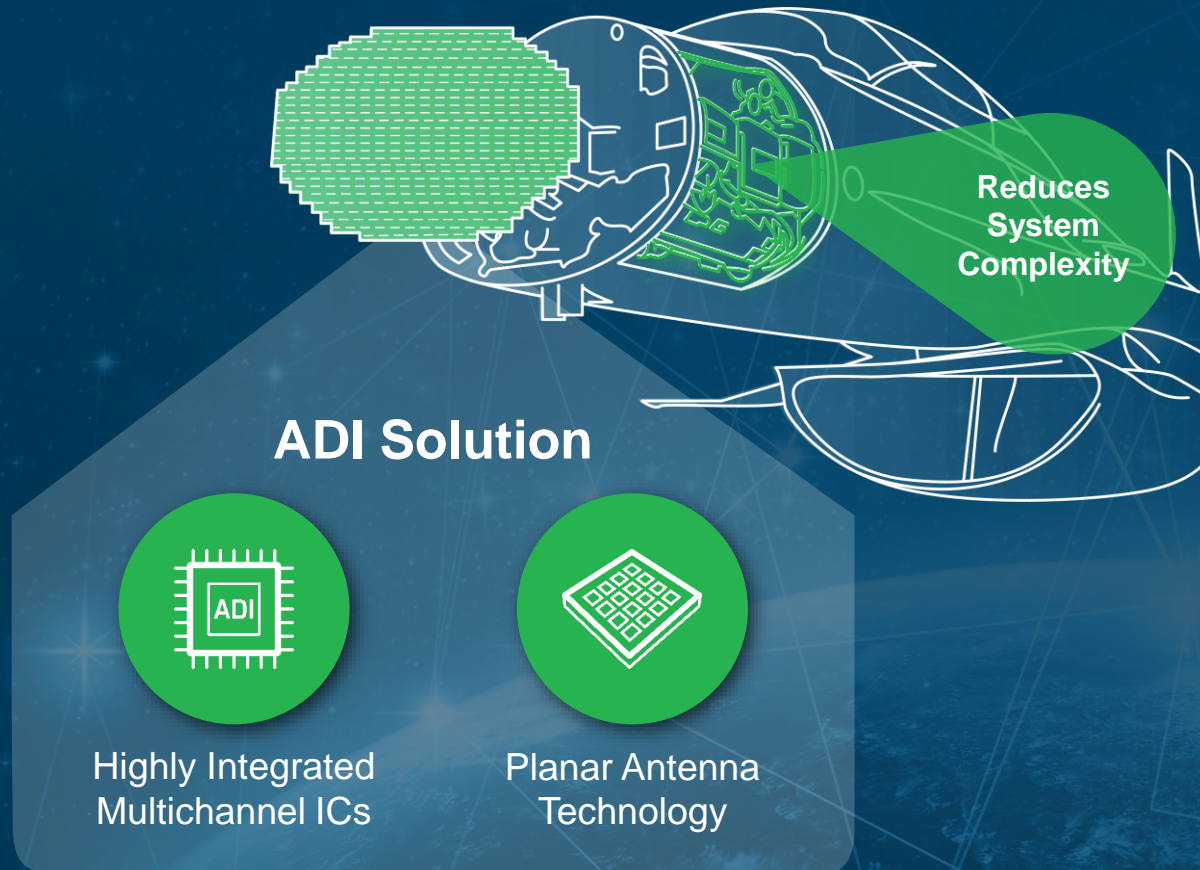 Reduces
System
Complexity
ADI Solution
ADI
Highly Integrated
Multichannel ICs
Planar Antenna
Technology